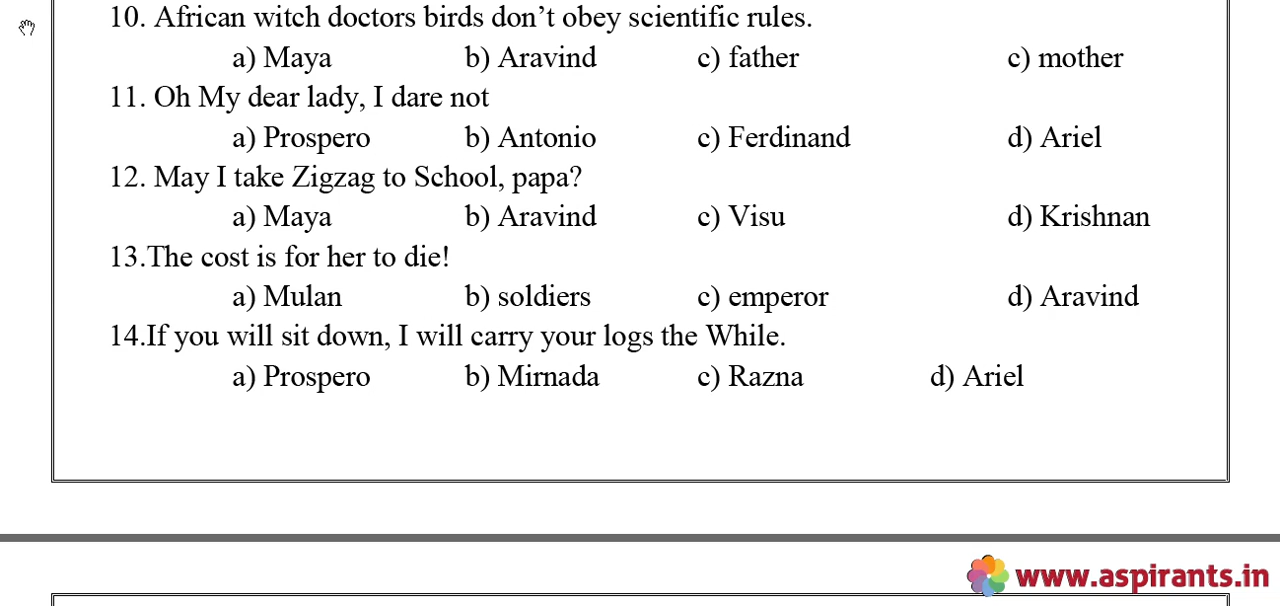 10. African witch doctors birds don’t obey scientific rules.
a) Maya b) Aravind c) father c) mother
11. Oh My dear lady, I dare not
a) Prospero b) Antonio c) Ferdinand d) Ariel
12. May I take Zigzag to School, papa?
a) Maya b) Aravind c) Visu d) Krishnan
13.The cost is for her to die!
a) Mulan b) soldiers c) emperor d) Aravind
14.If you will sit down, I will carry your logs the While.
a) Prospero b) Mirnada c) Razna d) Ariel
www.aspirants.in